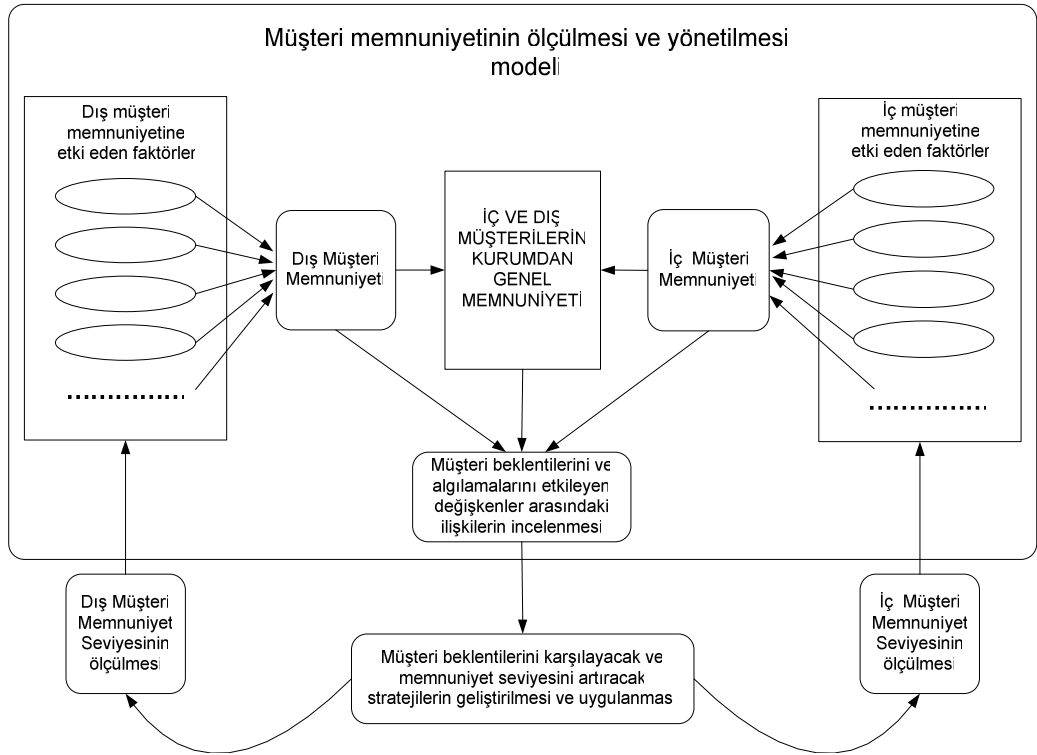 Müşteri memnuniyetinin ölçülmesi ve yönetilmesi
modeli
Dış müşteri
memnuniyetine
etki eden faktörler
İç müşteri
memnuniyetine
etki eden faktörler
Dış Müşteri
Memnuniyeti
İÇ VE DIŞ
MÜŞTERİLERİN
KURUMDAN
GENEL
MEMNUNİYETİ
İç Müşteri
Memnuniyeti
Müşteri beklentilerini ve
algılamalarını etkileyen
değişkenler arasındaki
ilişkilerin incelenmesi
Dış Müşteri
Memnuniyet
Seviyesinin
ölçülmesi
İç Müşteri
Memnuniyet
Seviyesinin
ölçülmesi
Müşteri beklentilerini karşılayacak ve
memnuniyet seviyesini artıracak
stratejilerin geliştirilmesi ve uygulanmas